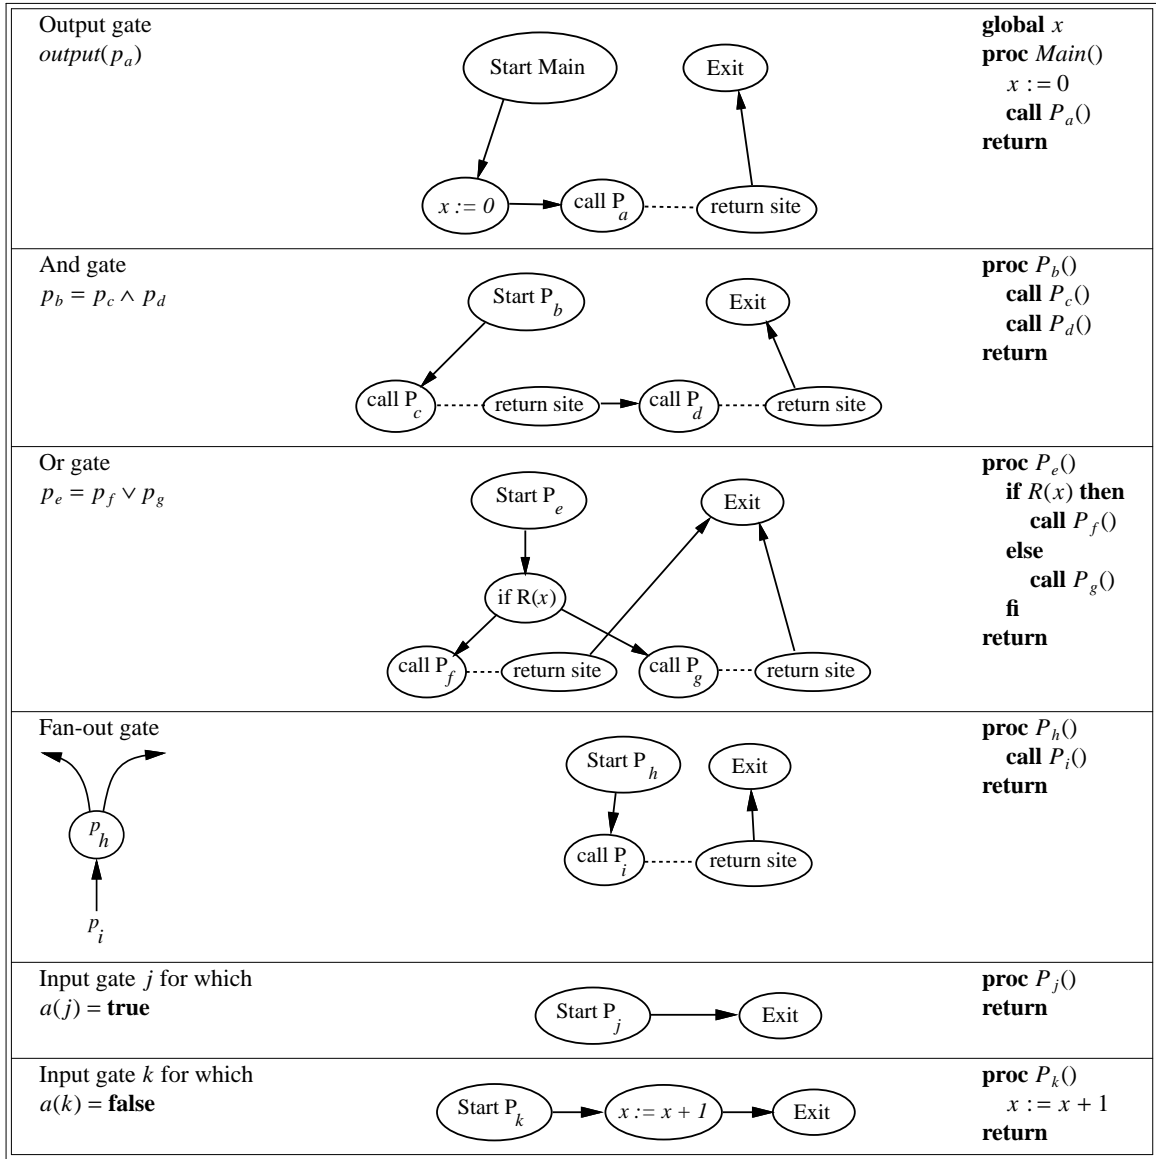 Output gate
output(p_a)
Start Main
Exit
x := 0
call P_a
return site
global x
proc Main()
x := 0
call P_a()
return
And gate
p_b = p_c ∧ p_d
Start P_b
Exit
call P_c
return site
call P_d
return site
proc P_b()
call P_c()
call P_d()
return
Or gate
p_e = p_f ∨ p_g
Start P_e
Exit
if R(x)
call P_f
return site
call P_g
return site
proc P_e()
if R(x) then
call P_f()
else
call P_g()
fi
return
Fan-out gate
p_h
p_i
Start P_h
Exit
call P_i
return site
proc P_h()
call P_i()
return
Input gate j for which
a(j) = true
Start P_j
Exit
proc P_j()
return
Input gate k for which
a(k) = false
Start P_k
x := x + 1
Exit
proc P_k()
x := x + 1
return